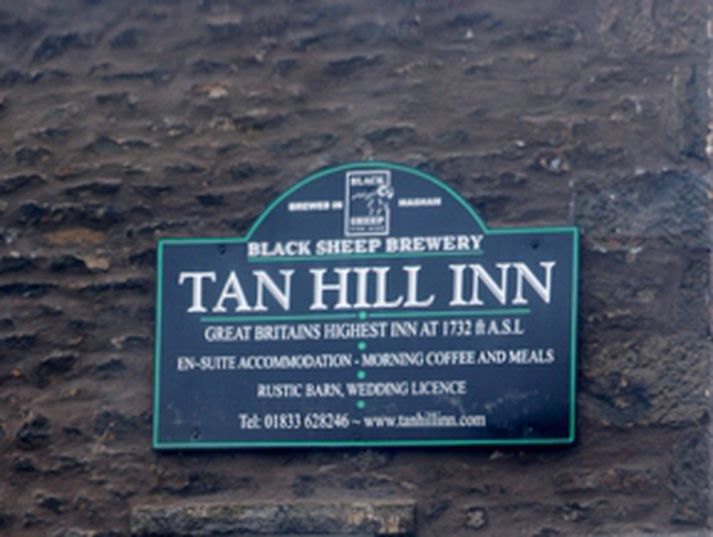 BLACK
SHEEP
BREWED IN MASHAM
BLACK SHEEP BREWERY
TAN HILL INN
GREAT BRITAINS HIGHEST INN AT 1732 ft A.S.L
EN-SUITE ACCOMMODATION - MORNING COFFEE AND MEALS
RUSTIC BARN, WEDDING LICENCE
Tel: 01833 628246 ~ www.tanhillinn.com